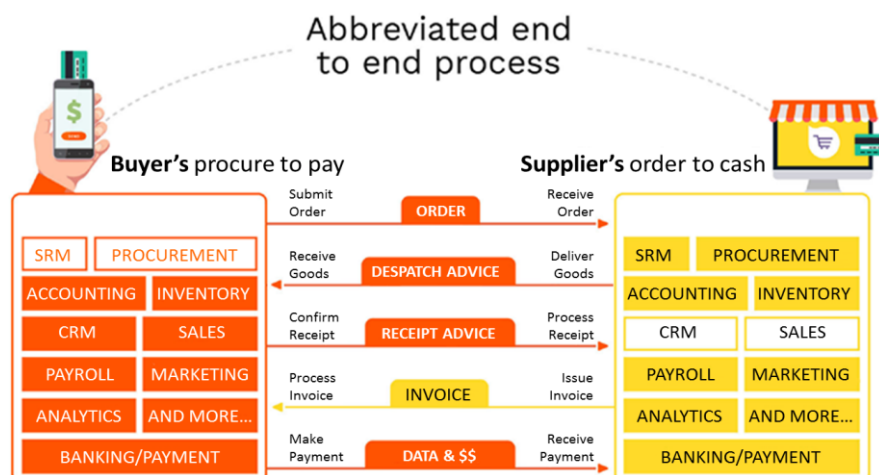 Abbreviated end
to end process
$
Buyer's procure to pay
Supplier's order to cash
Submit
Order
ORDER
Receive
Order
Receive
Goods
DESPATCH ADVICE
Deliver
Goods
Confirm
Receipt
RECEIPT ADVICE
Process
Receipt
Process
Invoice
INVOICE
Issue
Invoice
Make
Payment
DATA & $$
Receive
Payment
SRM
PROCUREMENT
ACCOUNTING
INVENTORY
CRM
SALES
PAYROLL
MARKETING
ANALYTICS
AND MORE...
BANKING/PAYMENT
SRM
PROCUREMENT
ACCOUNTING
INVENTORY
CRM
SALES
PAYROLL
MARKETING
ANALYTICS
AND MORE...
BANKING/PAYMENT